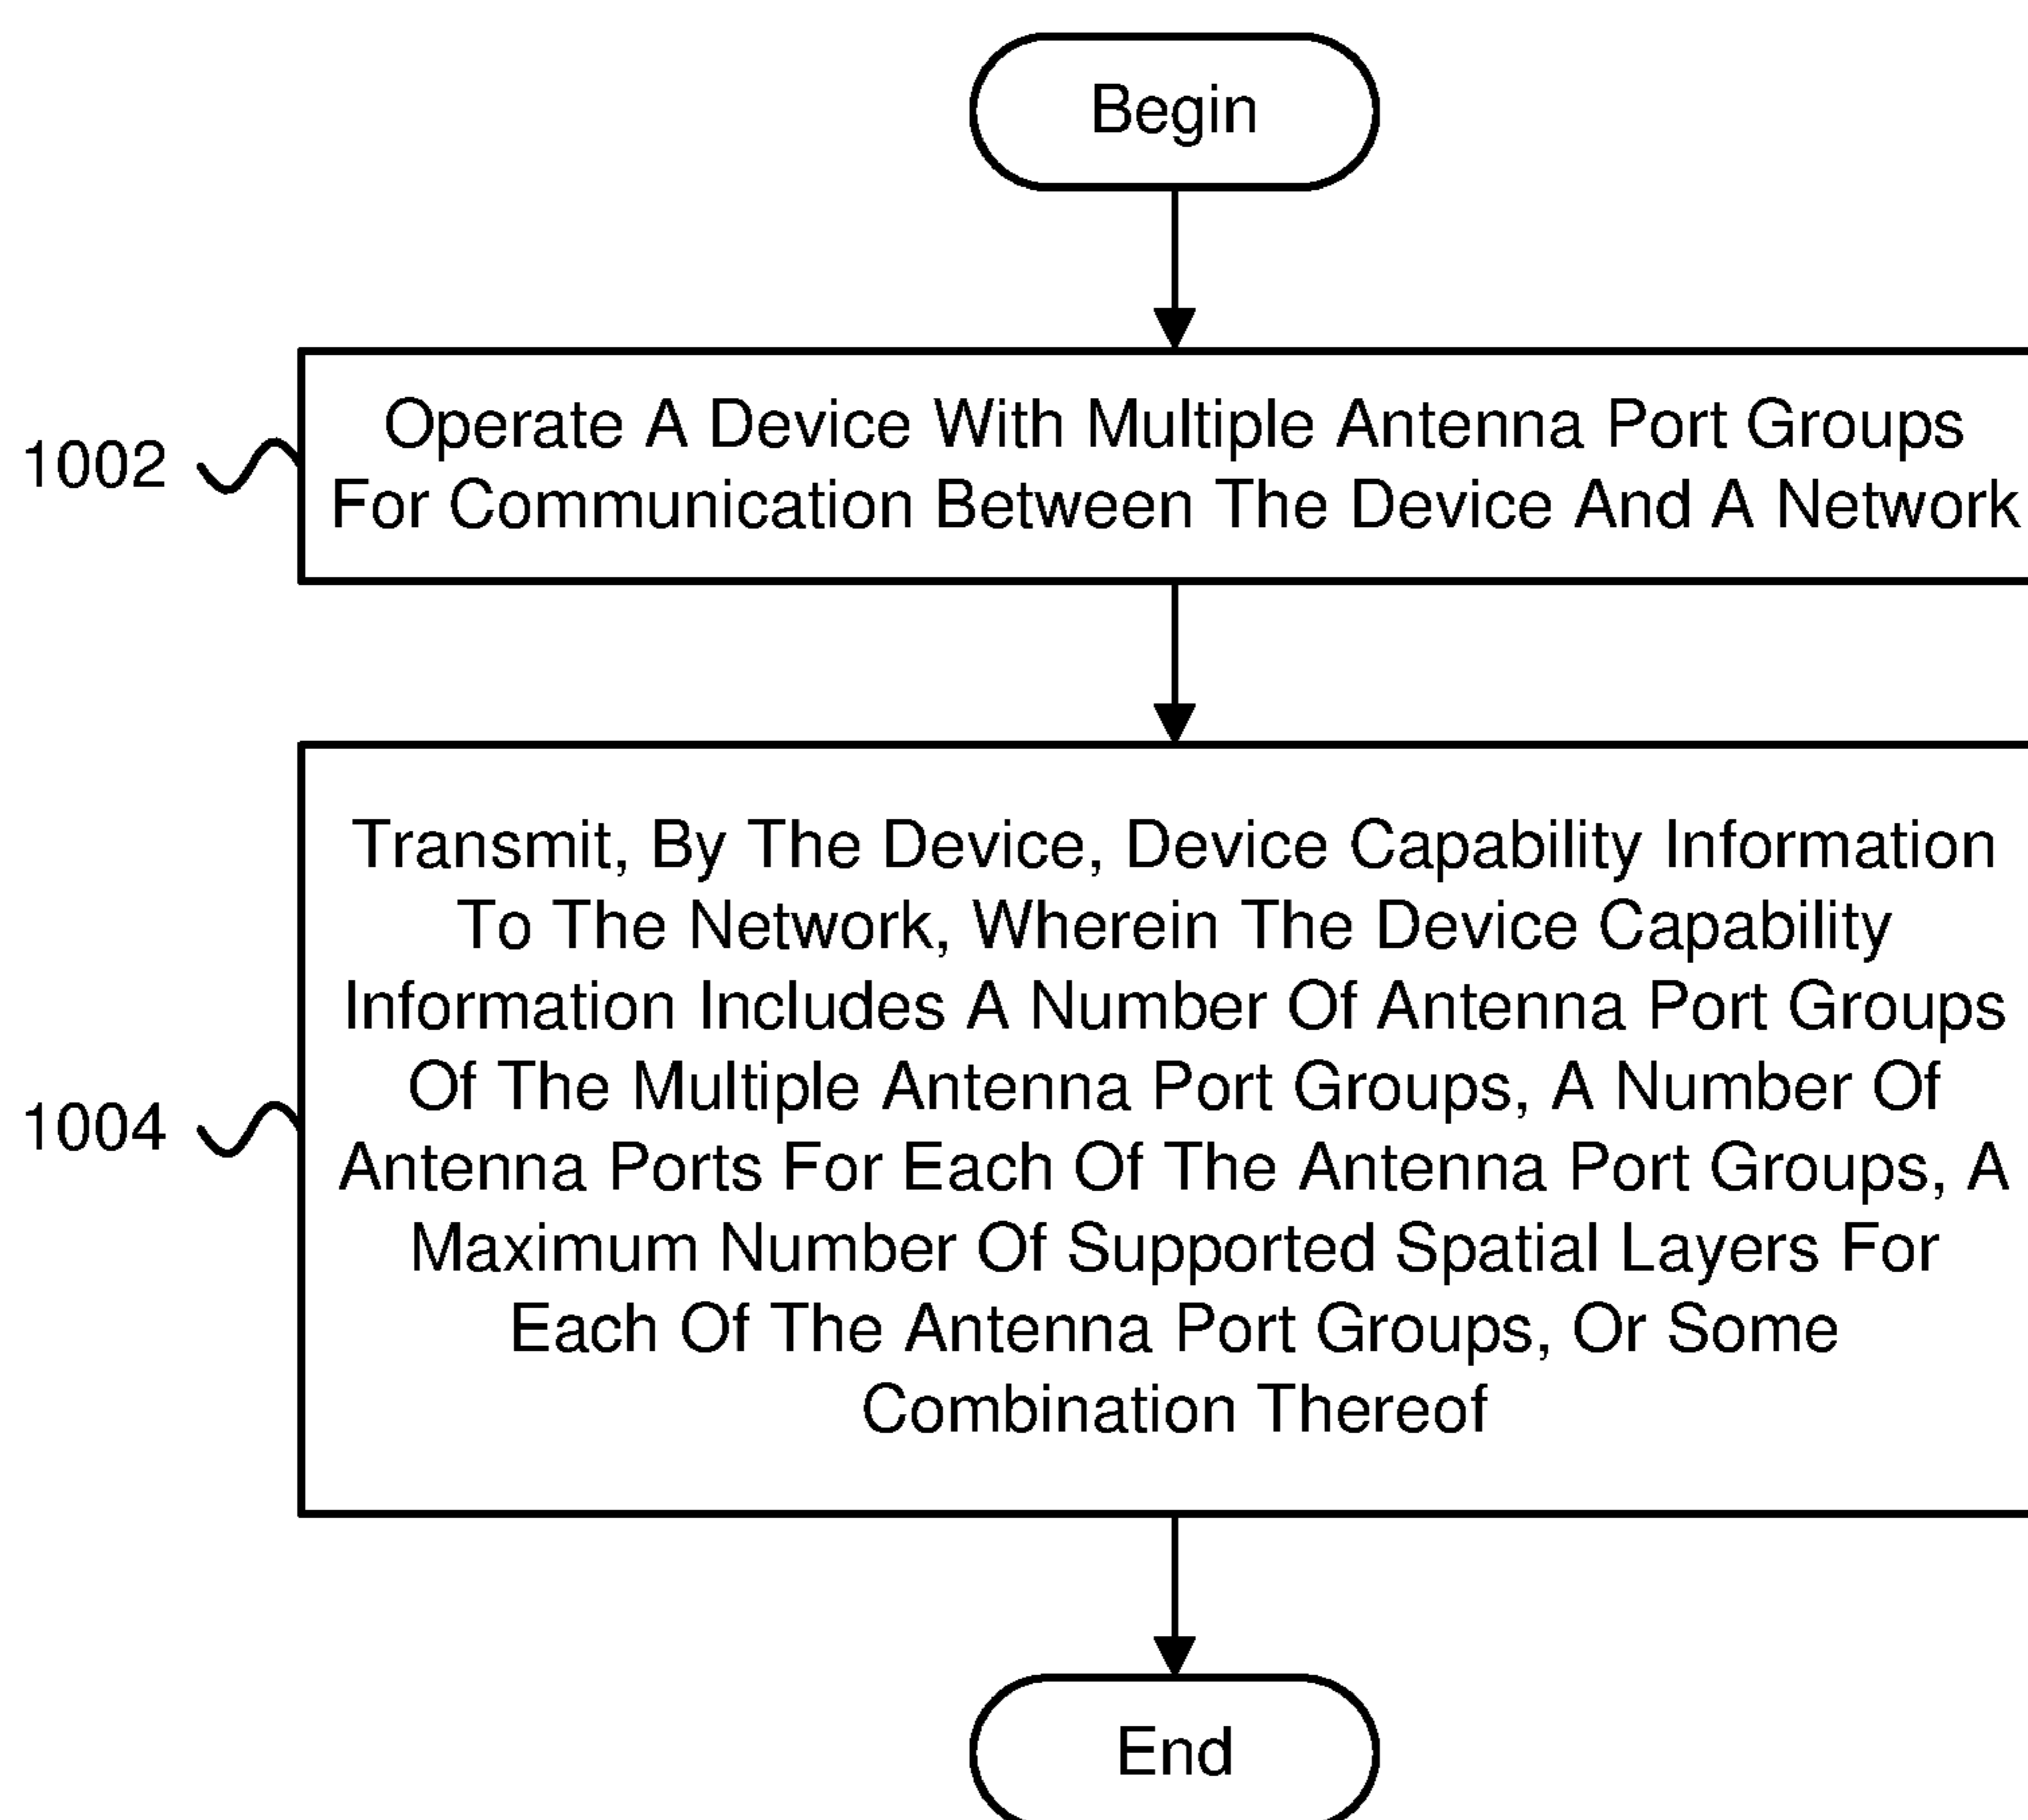 Begin
1002
Operate A Device With Multiple Antenna Port Groups
For Communication Between The Device And A Network
1004
Transmit, By The Device, Device Capability Information
To The Network, Wherein The Device Capability
Information Includes A Number Of Antenna Port Groups
Of The Multiple Antenna Port Groups, A Number Of
Antenna Ports For Each Of The Antenna Port Groups, A
Maximum Number Of Supported Spatial Layers For
Each Of The Antenna Port Groups, Or Some
Combination Thereof
End